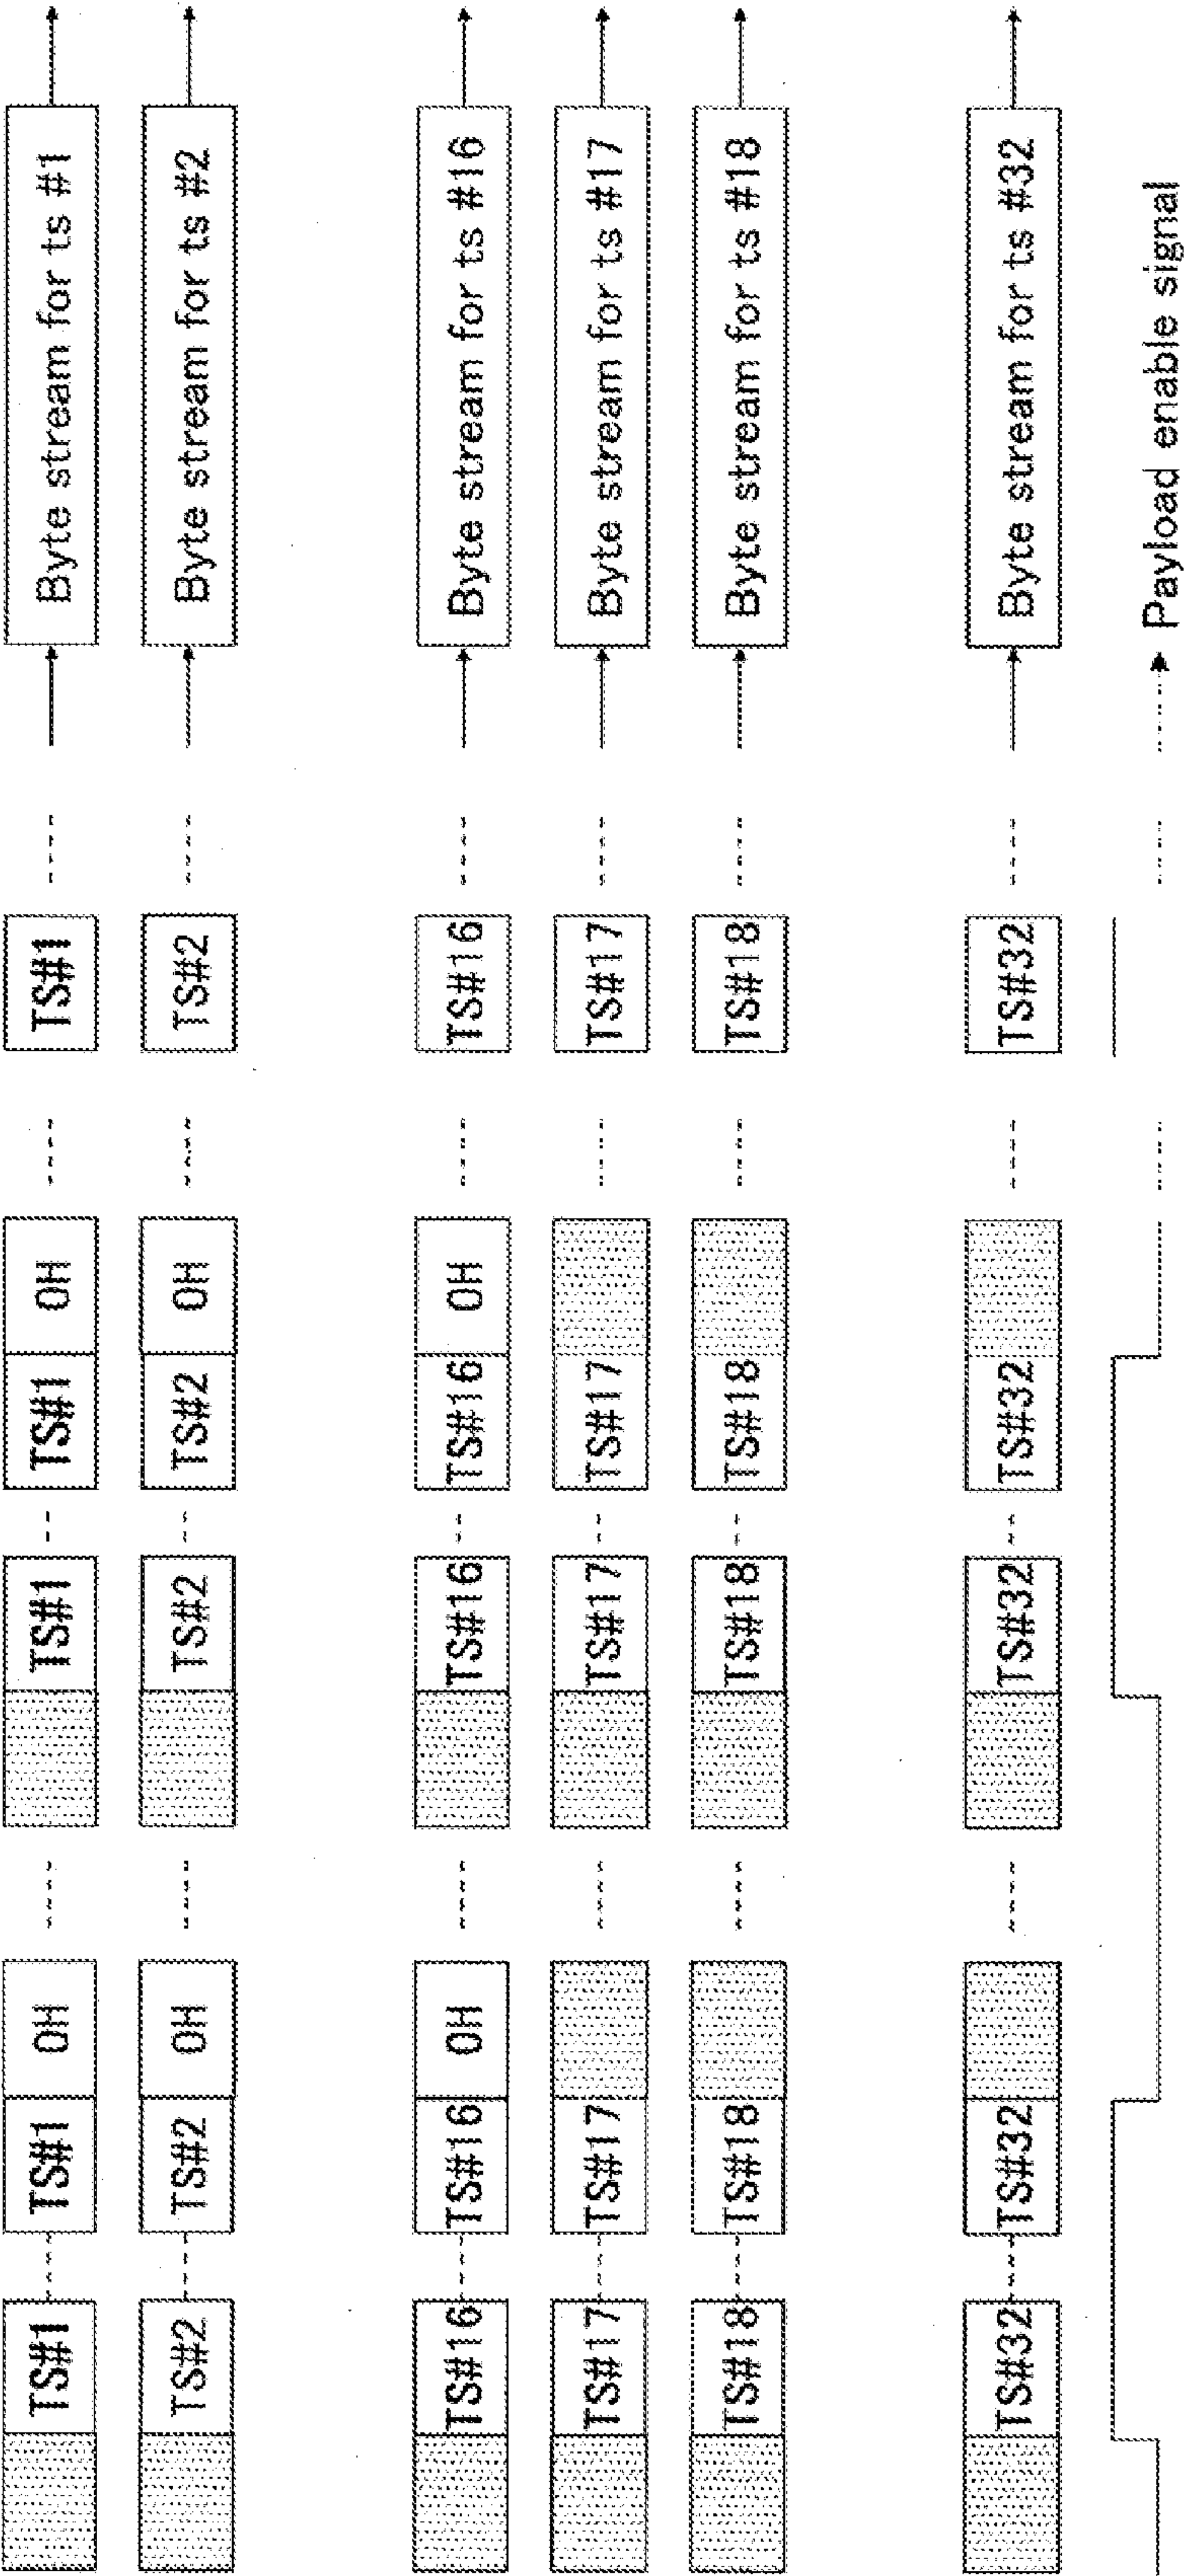 TS#1 TS#1 OH TS#1 TS#1 OH TS#1 Byte stream for ts #1
TS#2 TS#2 OH TS#2 TS#2 OH TS#2 Byte stream for ts #2
TS#16 TS#16 OH TS#16 TS#16 OH TS#16 Byte stream for ts #16
TS#17 TS#17 TS#17 TS#17 TS#17 Byte stream for ts #17
TS#18 TS#18 TS#18 TS#18 TS#18 Byte stream for ts #18
TS#32 TS#32 TS#32 TS#32 TS#32 Byte stream for ts #32
Payload enable signal